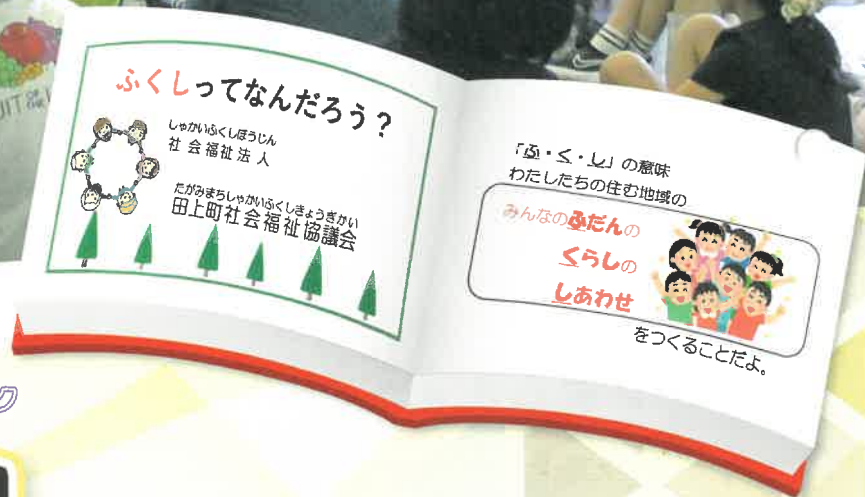 ふくしってなんだろう？
しゃかいふくしほうじん
社会福祉法人
たがみまちしゃかいふくしきょうぎかい
田上町社会福祉協議会
「ふ・く・し」の意味
わたしたちの住む地域の
みんなのふだんの
くらしの
しあわせ
をつくることだよ。